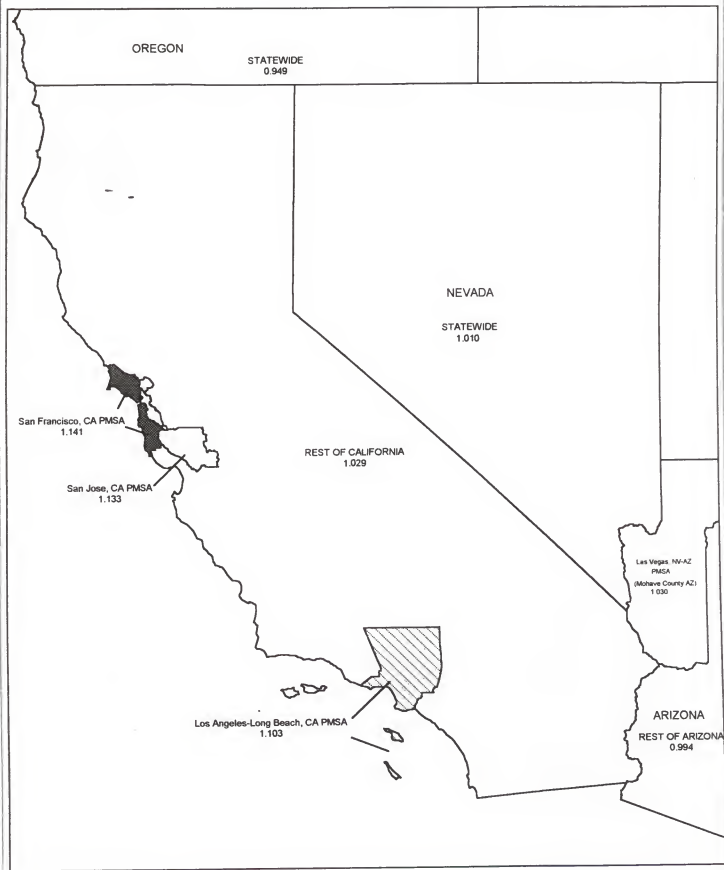 OREGON
STATEWIDE
0.949
NEVADA
STATEWIDE
1.010
San Francisco, CA PMSA
1.141
REST OF CALIFORNIA
1.029
San Jose, CA PMSA
1.133
Las Vegas, NV-AZ
PMSA
(Mohave County AZ)
1.030
Los Angeles-Long Beach, CA PMSA
1.103
ARIZONA
REST OF ARIZONA
0.994